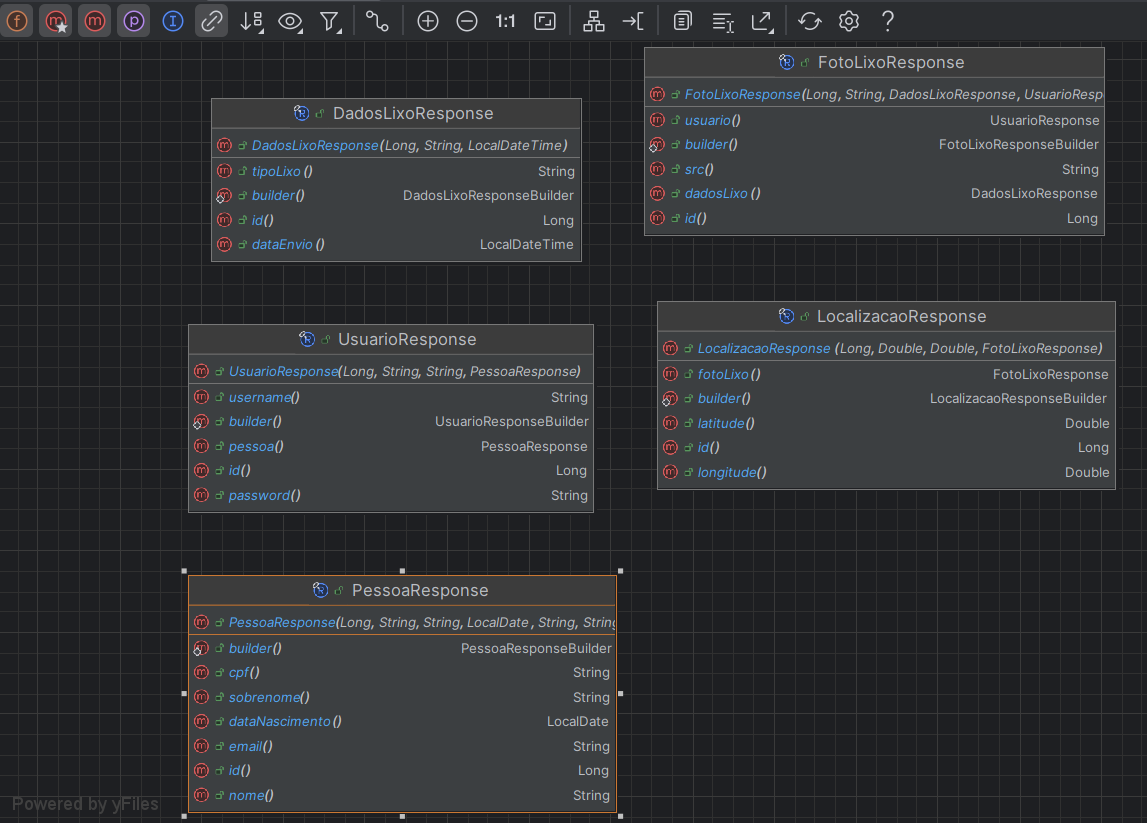 1:1
?
DadosLixoResponse
DadosLixoResponse(Long, String, LocalDateTime)
tipoLixo() String
builder() DadosLixoResponseBuilder
id() Long
dataEnvio() LocalDateTime
FotoLixoResponse
FotoLixoResponse(Long, String, DadosLixoResponse, UsuarioResp
usuario() UsuarioResponse
builder() FotoLixoResponseBuilder
src() String
dadosLixo() DadosLixoResponse
id() Long
UsuarioResponse
UsuarioResponse(Long, String, String, PessoaResponse)
username() String
builder() UsuarioResponseBuilder
pessoa() PessoaResponse
id() Long
password() String
LocalizacaoResponse
LocalizacaoResponse(Long, Double, Double, FotoLixoResponse)
fotoLixo() FotoLixoResponse
builder() LocalizacaoResponseBuilder
latitude() Double
id() Long
longitude() Double
PessoaResponse
PessoaResponse(Long, String, String, LocalDate, String, String
builder() PessoaResponseBuilder
cpf() String
sobrenome() String
dataNascimento() LocalDate
email() String
id() Long
nome() String
Powered by yFiles